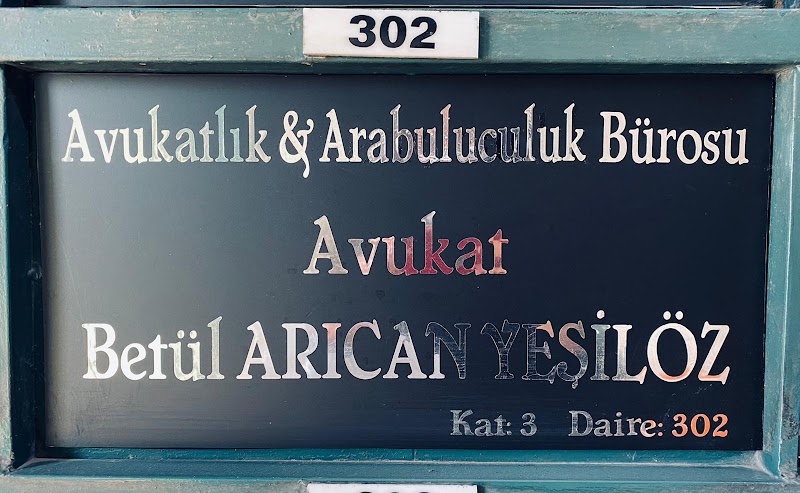 302
Avukatlık & Arabuluculuk Bürosu
Avukat
Betül ARICAN YEŞİLÖZ
Kat: 3 Daire: 302